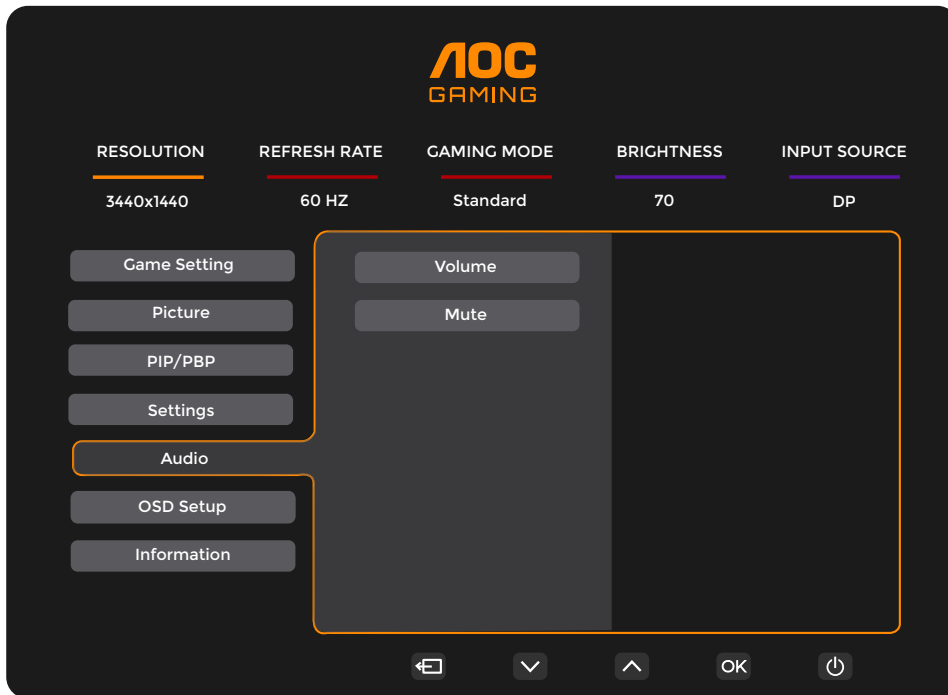 AOC
GAMING
RESOLUTION REFRESH RATE GAMING MODE BRIGHTNESS INPUT SOURCE
3440x1440 60 HZ Standard 70 DP
Game Setting Volume
Picture Mute
PIP/PBP
Settings
Audio
OSD Setup
Information
OK